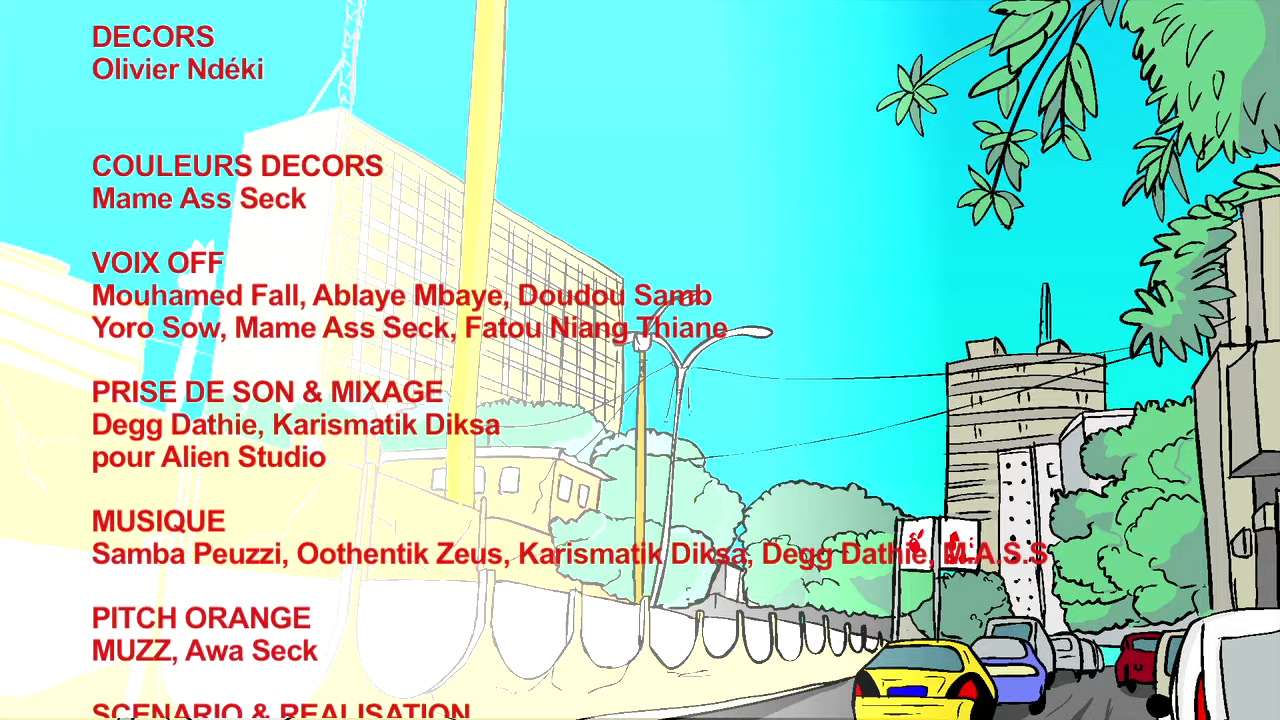 DECORS
Olivier Ndéki
COULEURS DECORS
Mame Ass Seck
VOIX OFF
Mouhamed Fall, Ablaye Mbaye, Doudou Samb
Yoro Sow, Mame Ass Seck, Fatou Niang Thiane
PRISE DE SON & MIXAGE
Degg Dathie, Karismatik Diksa
pour Alien Studio
MUSIQUE
Samba Peuzzi, Oothentik Zeus, Karismatik Diksa, Degg Dathie, M.A.S.S
PITCH ORANGE
MUZZ, Awa Seck
SCENARIO & REALISATION